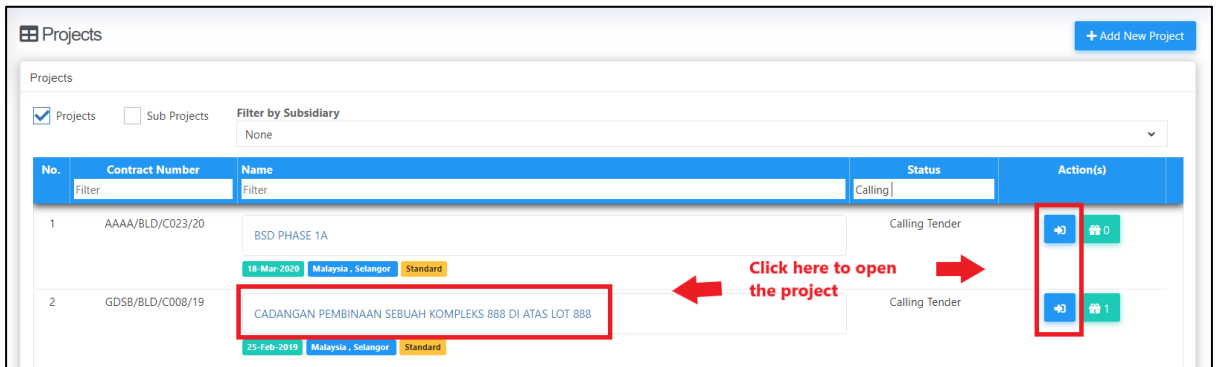 Projects
+ Add New Project
Projects
Projects
Sub Projects
Filter by Subsidiary
None
No. Contract Number Name Status Action(s)
Filter Filter Calling
1 AAAA/BLD/C023/20 BSD PHASE 1A Calling Tender 0
18-Mar-2020 Malaysia , Selangor Standard
Click here to open
the project
2 GDSB/BLD/C008/19 CADANGAN PEMBINAAN SEBUAH KOMPLEKS 888 DI ATAS LOT 888 Calling Tender 1
25-Feb-2019 Malaysia , Selangor Standard